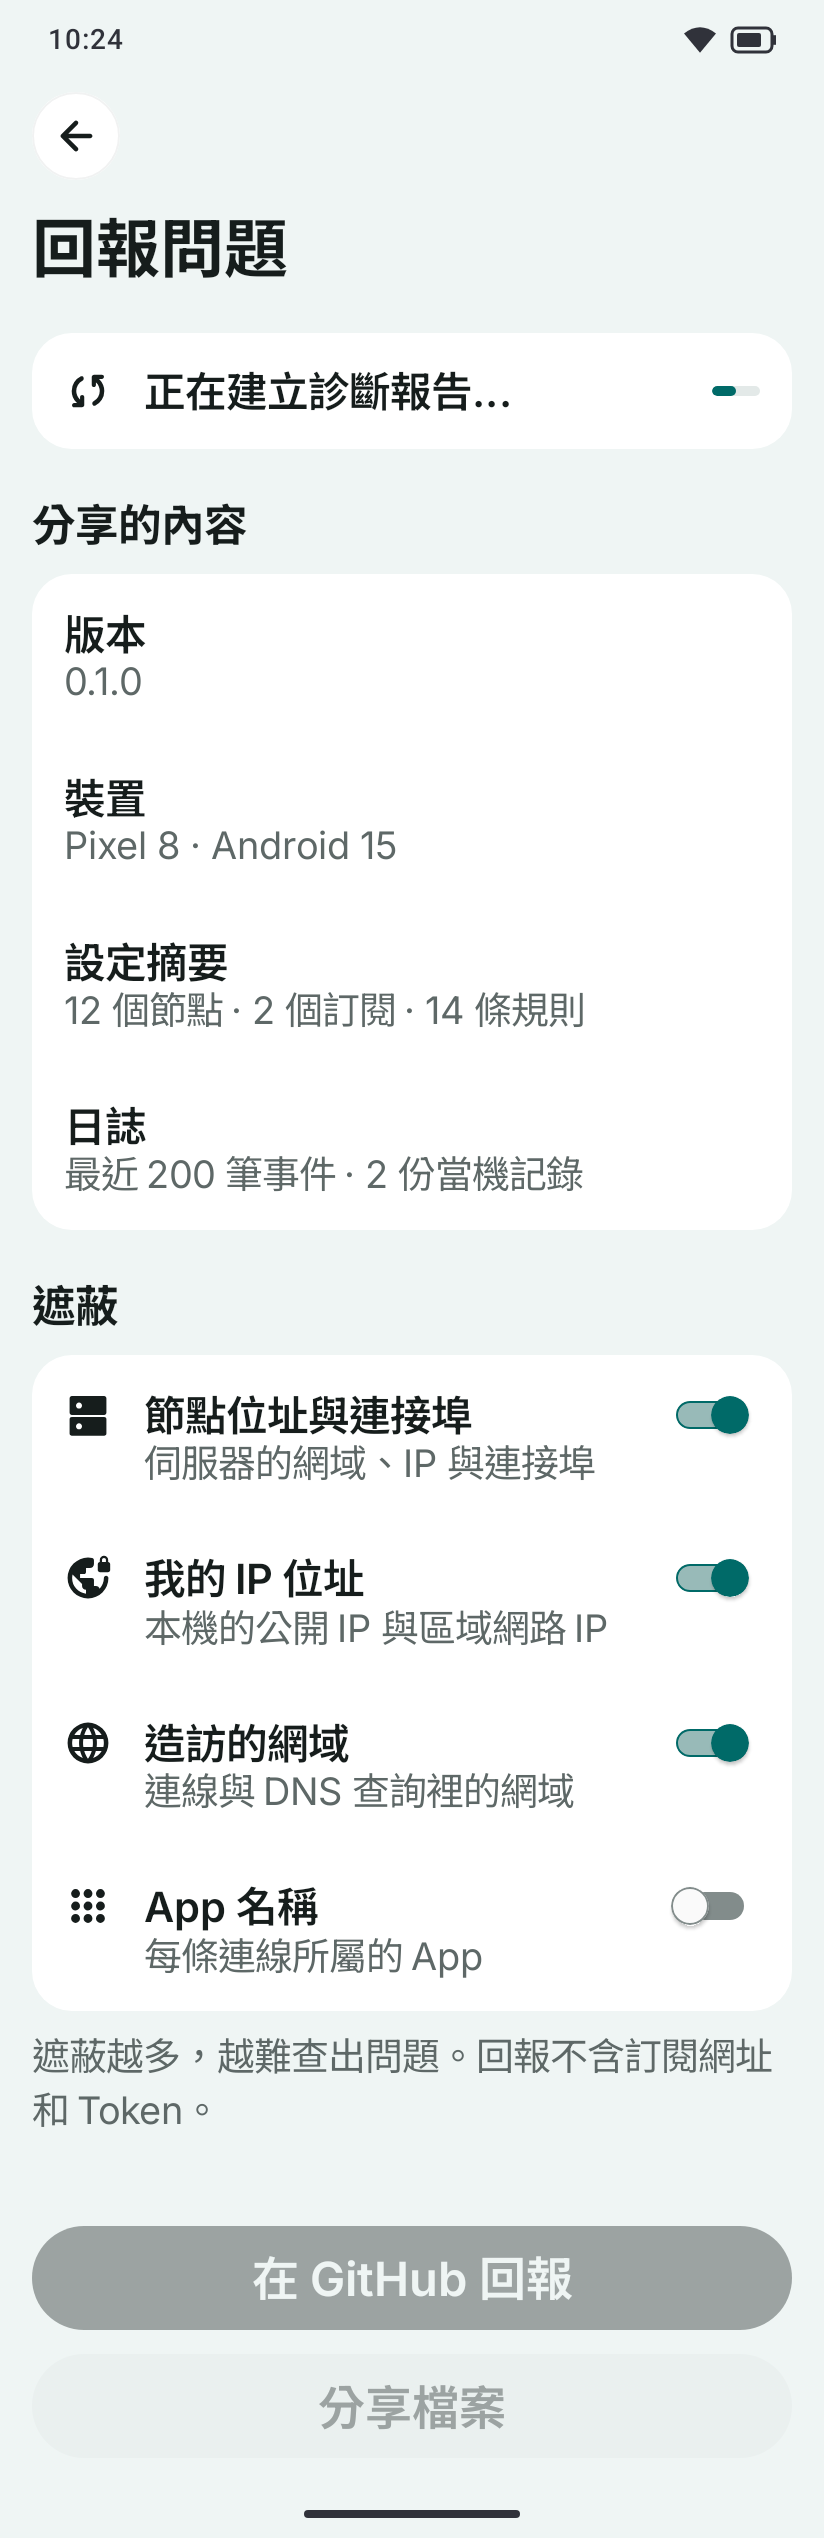 10:24
回報問題
正在建立診斷報告...
分享的內容
版本
0.1.0
裝置
Pixel 8 · Android 15
設定摘要
12 個節點 · 2 個訂閱 · 14 條規則
日誌
最近 200 筆事件 · 2 份當機記錄
遮蔽
節點位址與連接埠
伺服器的網域、IP 與連接埠
我的 IP 位址
本機的公開 IP 與區域網路 IP
造訪的網域
連線與 DNS 查詢裡的網域
App 名稱
每條連線所屬的 App
遮蔽越多，越難查出問題。回報不含訂閱網址
和 Token。
在 GitHub 回報
分享檔案